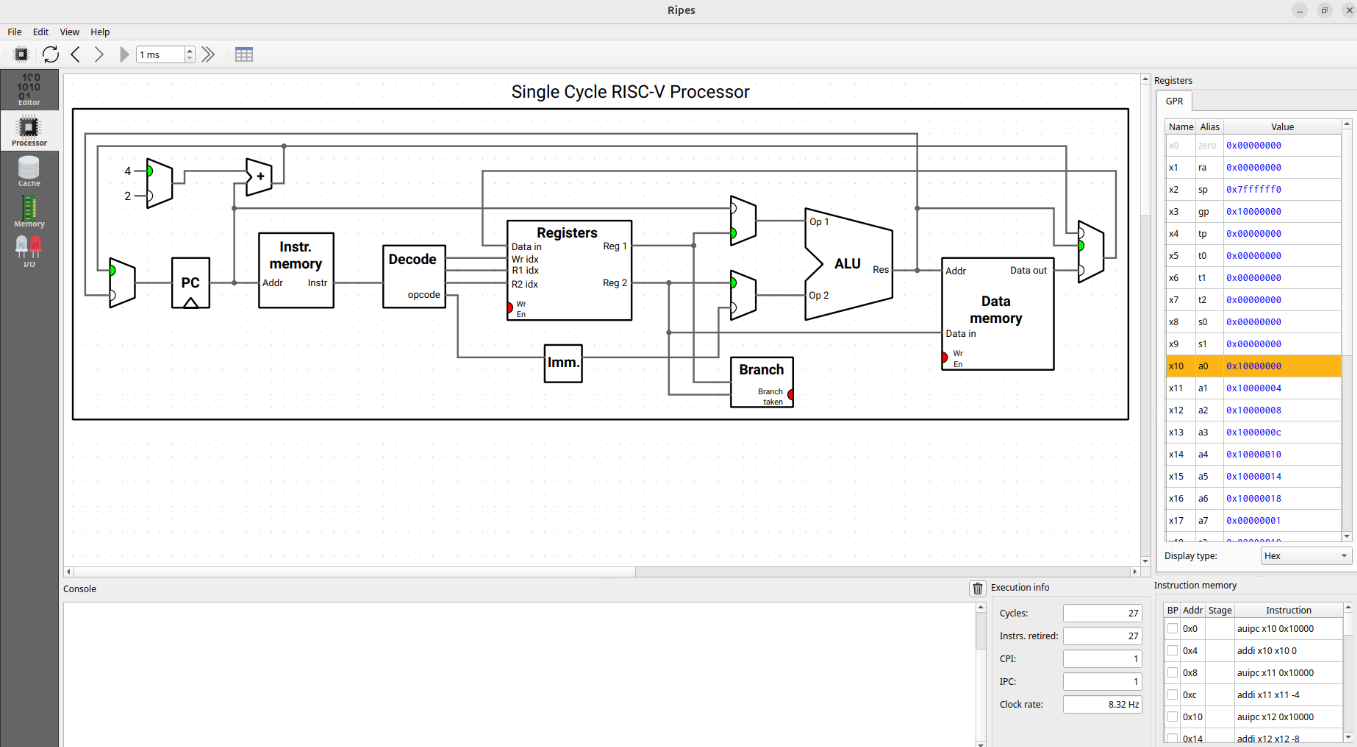 Ripes
File Edit View Help
1 ms
100
1010
01
Editor
Processor
Cache
Memory
I/O
Single Cycle RISC-V Processor
4
2
+
PC
Instr.
memory
Addr Instr
Decode
opcode
Registers
Data in Reg 1
Wr idx
R1 idx
R2 idx Reg 2
Wr
En
Imm.
Op 1
ALU
Res
Op 2
Branch
Branch
taken
Addr Data out
Data
memory
Data in
Wr
En
Registers
GPR
Name Alias Value
x0 zero 0x00000000
x1 ra 0x00000000
x2 sp 0x7ffffff0
x3 gp 0x10000000
x4 tp 0x00000000
x5 t0 0x00000000
x6 t1 0x00000000
x7 t2 0x00000000
x8 s0 0x00000000
x9 s1 0x00000000
x10 a0 0x10000000
x11 a1 0x10000004
x12 a2 0x10000008
x13 a3 0x1000000c
x14 a4 0x10000010
x15 a5 0x10000014
x16 a6 0x10000018
x17 a7 0x00000001
Display type: Hex
Console
Execution info
Cycles: 27
Instrs. retired: 27
CPI: 1
IPC: 1
Clock rate: 8.32 Hz
Instruction memory
BP Addr Stage Instruction
0x0 auipc x10 0x10000
0x4 addi x10 x10 0
0x8 auipc x11 0x10000
0xc addi x11 x11 -4
0x10 auipc x12 0x10000
0x14 addi x12 x12 -8